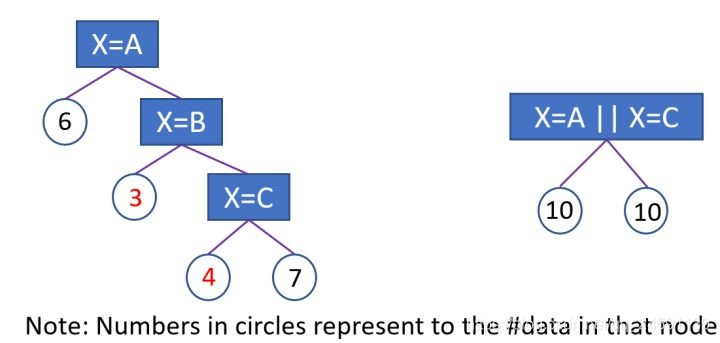 X=A
6
X=B
X=A || X=C
3
X=C
10
10
4
7
Note: Numbers in circles represent to the #data in that node